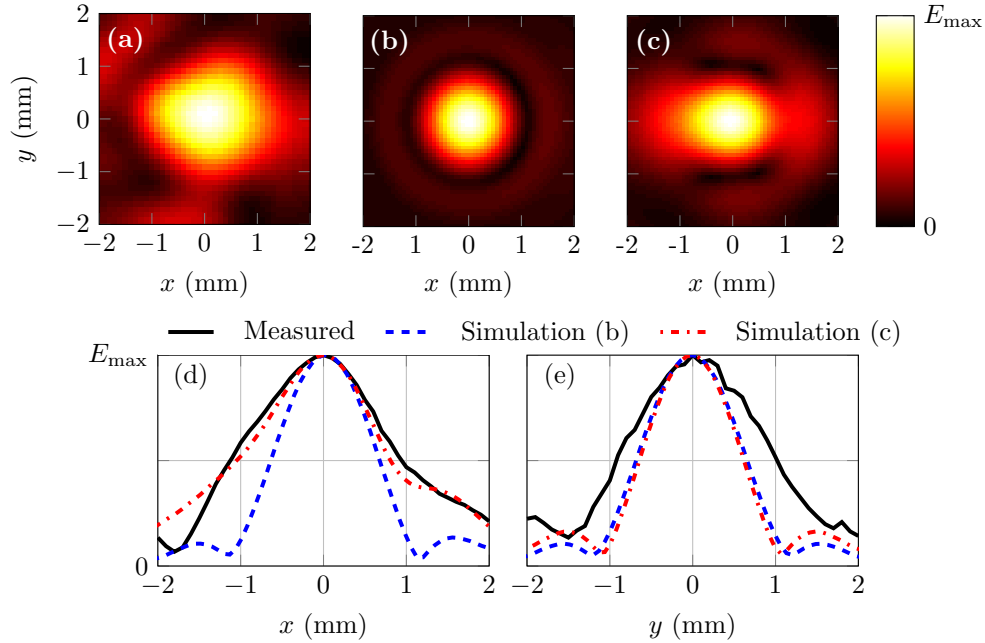 (a) (b) (c)
2
1
0
−1
−2
y (mm)
−2 −1 0 1 2
-2 0 1 2
-2 0 1 2
x (mm) x (mm) x (mm)
E_max
0
Measured Simulation (b) Simulation (c)
E_max
0
(d) (e)
−2 −1 0 1 2
−2 −1 0 1 2
x (mm) y (mm)